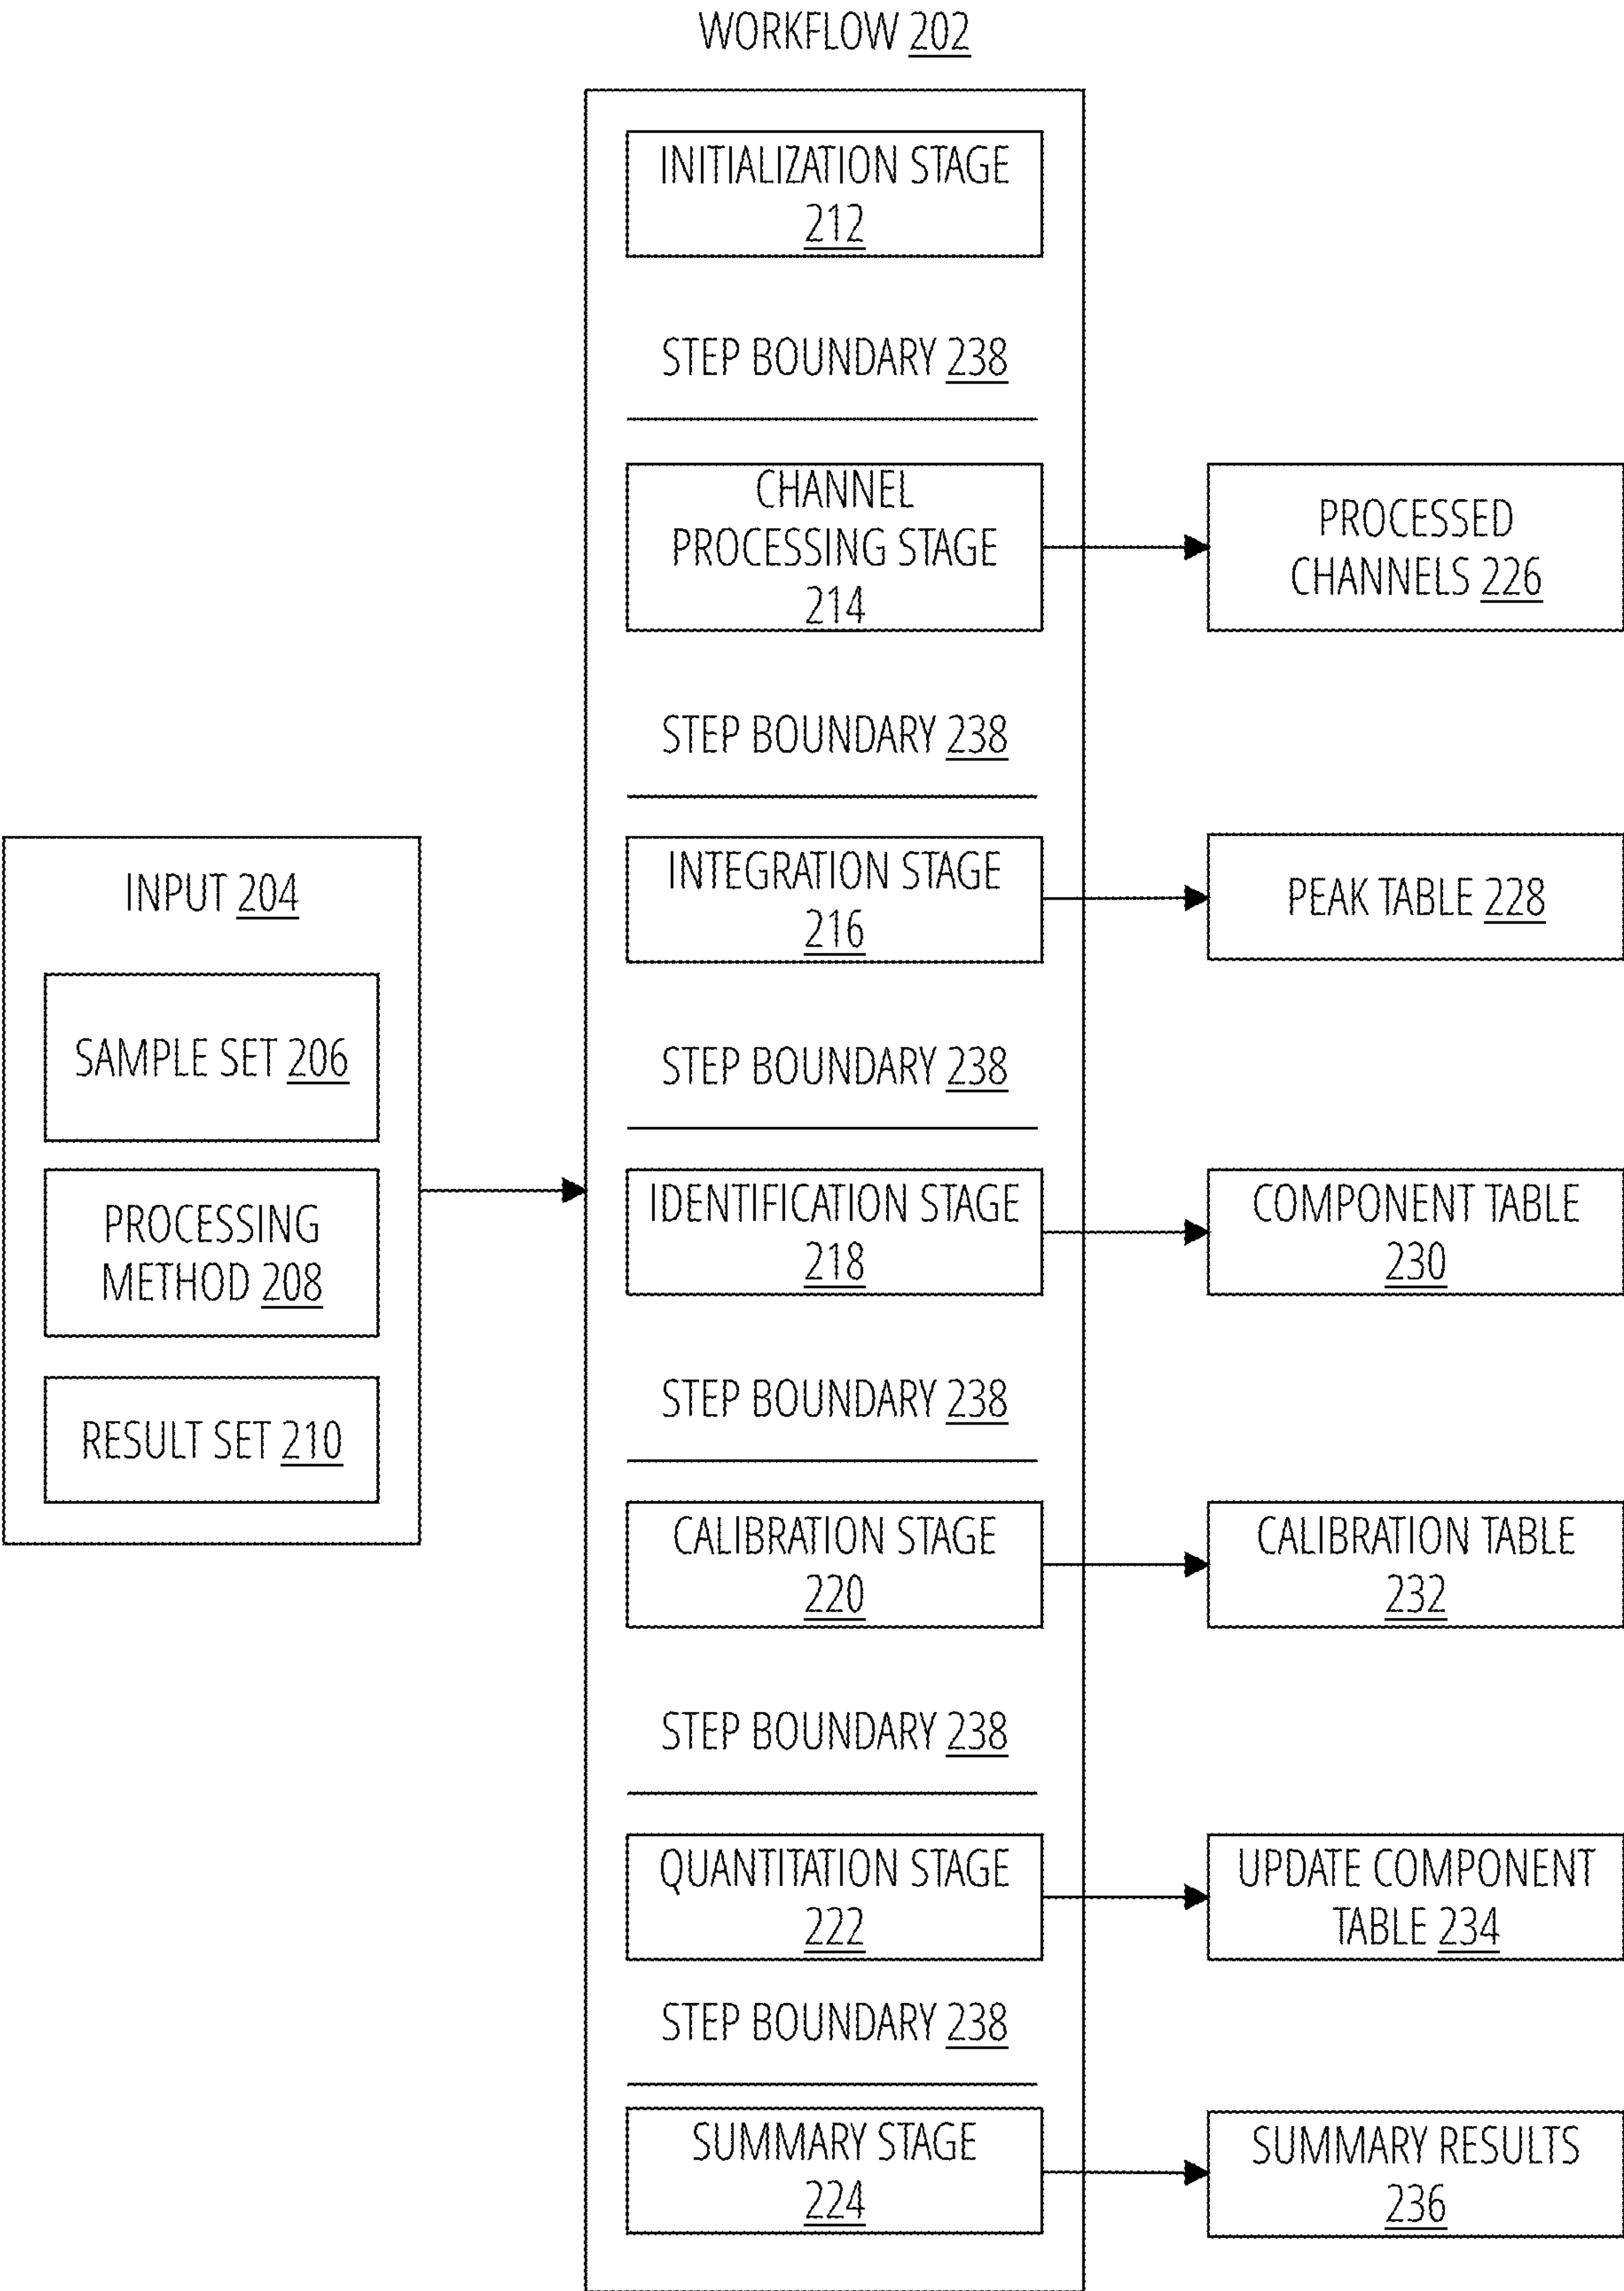 WORKFLOW 202
INPUT 204
SAMPLE SET 206
PROCESSING
METHOD 208
RESULT SET 210
INITIALIZATION STAGE
212
STEP BOUNDARY 238
CHANNEL
PROCESSING STAGE
214
PROCESSED
CHANNELS 226
STEP BOUNDARY 238
INTEGRATION STAGE
216
PEAK TABLE 228
STEP BOUNDARY 238
IDENTIFICATION STAGE
218
COMPONENT TABLE
230
STEP BOUNDARY 238
CALIBRATION STAGE
220
CALIBRATION TABLE
232
STEP BOUNDARY 238
QUANTITATION STAGE
222
UPDATE COMPONENT
TABLE 234
STEP BOUNDARY 238
SUMMARY STAGE
224
SUMMARY RESULTS
236